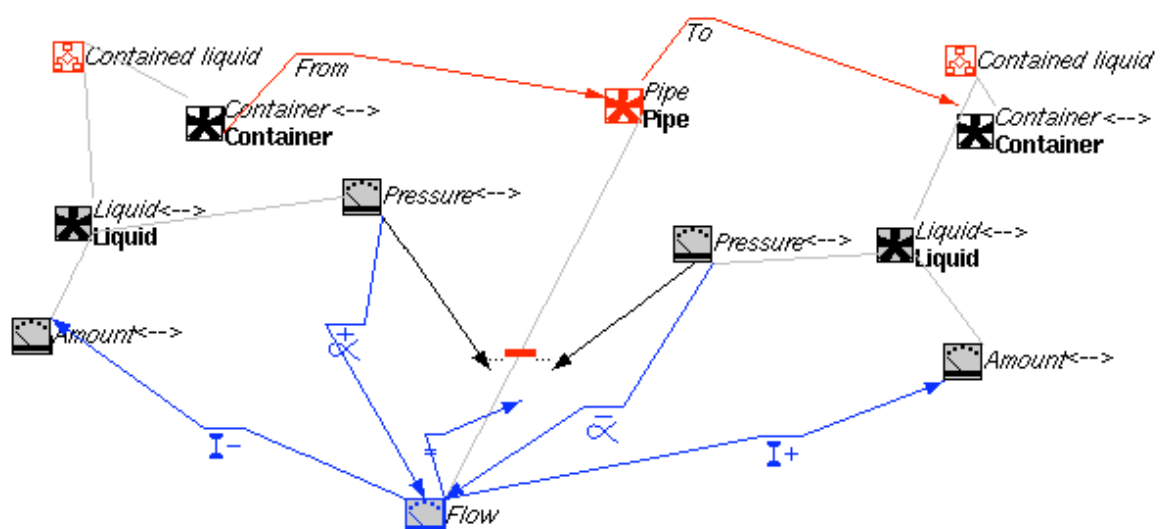 To
Contained liquid
Contained liquid
From
Pipe
Pipe
Container<-->
Container
Container<-->
Container
Pressure<-->
Liquid<-->
Liquid
Pressure<-->
Liquid<-->
Liquid
Amount<-->
∝+
Amount<-->
∝-
=
I-
I+
Flow